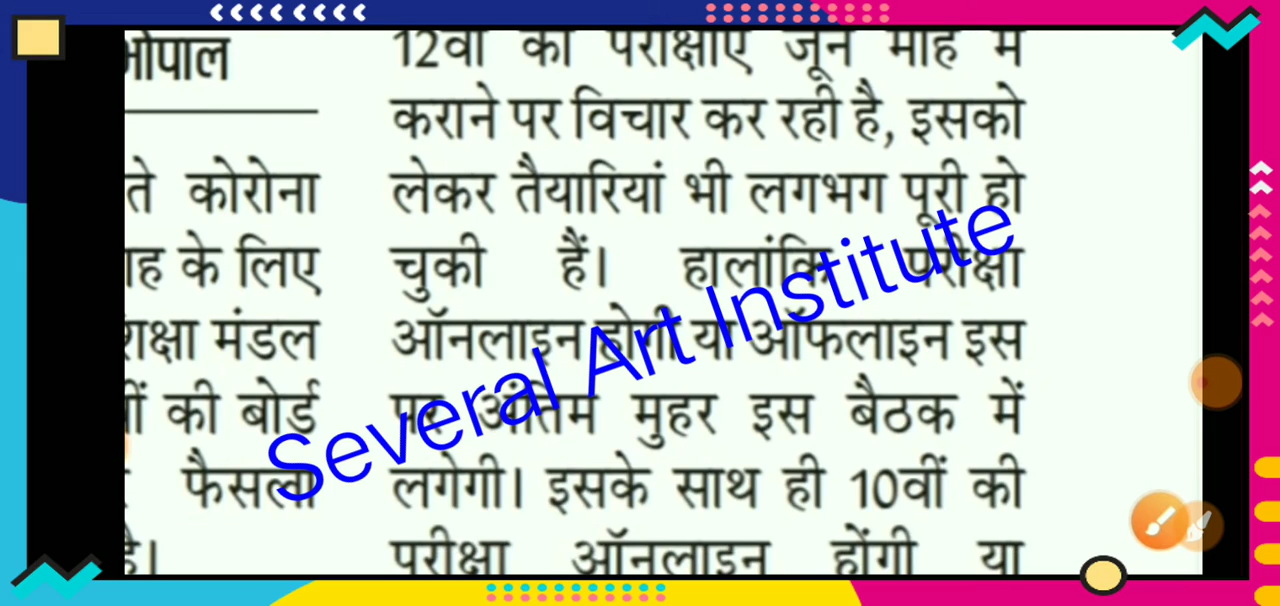 भोपाल
ते कोरोना
के लिए
मंडल
की बोर्ड
फैसला
है।
12वीं की परीक्षाएं जून माह में
कराने पर विचार कर रही है, इसको
लेकर तैयारियां भी लगभग पूरी हो
चुकी हैं। हालांकि परीक्षा
ऑनलाइन होगी या ऑफलाइन इस
पर अंतिम मुहर इस बैठक में
लगेगी। इसके साथ ही 10वीं की
परीक्षा ऑनलाइन होंगी या
Several Art Institute